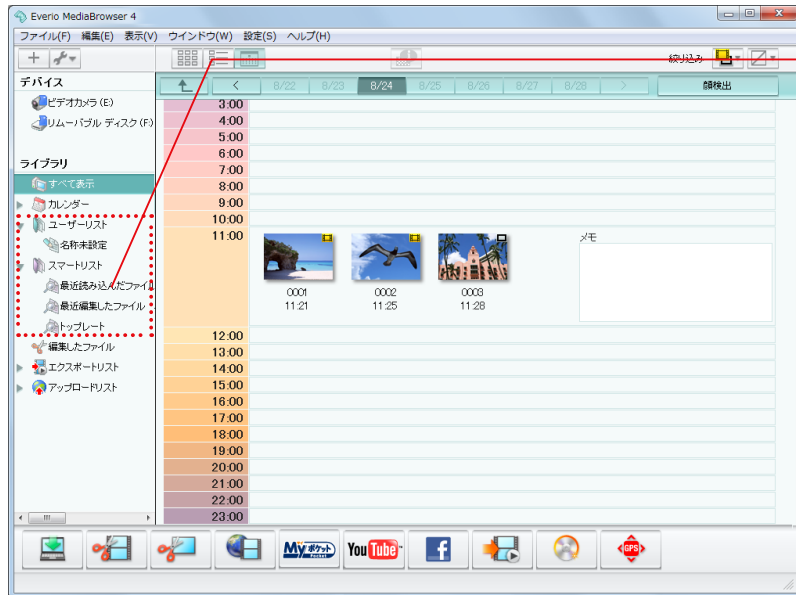 Everio MediaBrowser 4
ファイル(F) 編集(E) 表示(V) ウインドウ(W) 設定(S) ヘルプ(H)
絞り込み
デバイス
ビデオカメラ (E:)
リムーバブル ディスク (F:)
ライブラリ
すべて表示
カレンダー
ユーザーリスト
名称未設定
スマートリスト
最近読み込んだファイル
最近編集したファイル
トップレート
編集したファイル
エクスポートリスト
アップロードリスト
8/22 8/23 8/24 8/25 8/26 8/27 8/28 顔検出
3:00
4:00
5:00
6:00
7:00
8:00
9:00
10:00
11:00
0001 0002 0003
11:21 11:25 11:28
メモ
12:00
13:00
14:00
15:00
16:00
17:00
18:00
19:00
20:00
21:00
22:00
23:00
Myポケット Pocket
YouTube
f
GPS